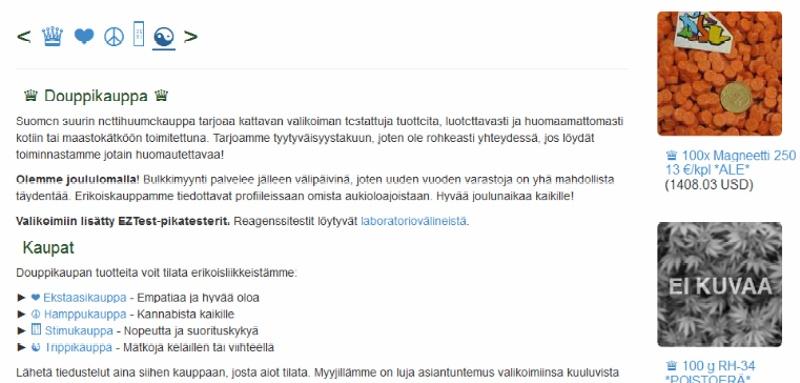 < >
Douppikauppa
Suomen suurin nettihuumekauppa tarjoaa kattavan valikoiman testattuja tuotteita, luotettavasti ja huomaamattomasti
kotiin tai maastokätköön toimitettuna. Tarjoamme tyytyväisyystakuun, joten ole rohkeasti yhteydessä, jos löydät
toiminnastamme jotain huomautettavaa!
Olemme joululomalla! Bulkkimyynti palvelee jälleen välipäivinä, joten uuden vuoden varastoja on yhä mahdollista
täydentää. Erikoiskauppamme tiedottavat profiileissaan omista aukioloajoistaan. Hyvää joulunaikaa kaikille!
Valikoimiin lisätty EZTest-pikatesterit. Reagenssitestit löytyvät laboratoriovälineistä.
Kaupat
Douppikaupan tuotteita voit tilata erikoisliikkeistämme:
► Ekstaasikauppa - Empatiaa ja hyvää oloa
► Hamppukauppa - Kannabista kaikille
► Stimukauppa - Nopeutta ja suorituskykyä
► Trippikauppa - Matkoja keläillen tai viihteellä
Lähetä tiedustelut aina siihen kauppaan, josta aiot tilata. Myyjillämme on luja asiantuntemus valikoimiinsa kuuluvista
100x Magneetti 250
13 €/kpl *ALE*
(1408.03 USD)
EI KUVAA
100 g RH-34
*POISTOERÄ*